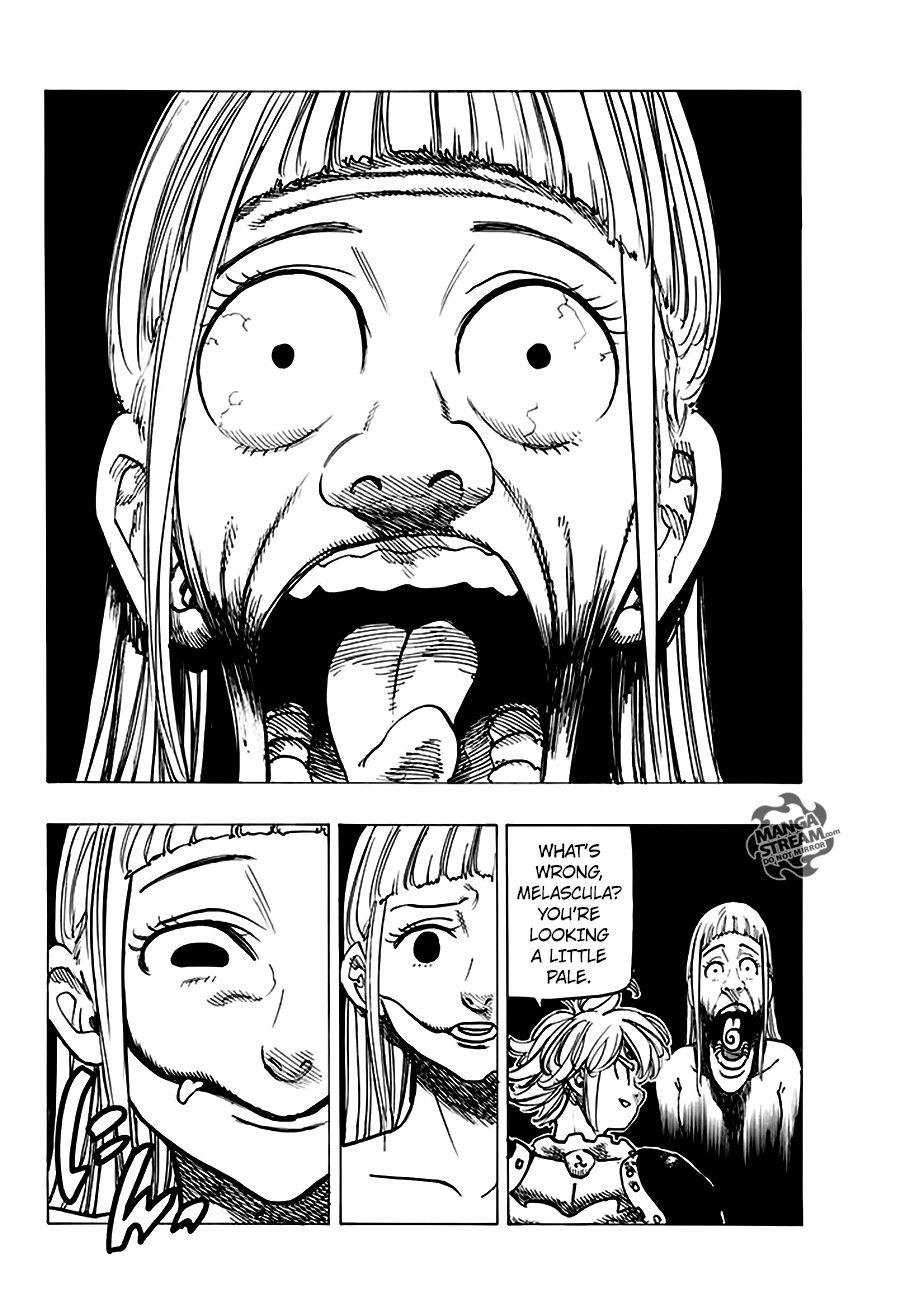 MANGA
STREAM.com
DO NOT MIRROR
WHAT'S
WRONG,
MELASCULA?
YOU'RE
LOOKING
A LITTLE
PALE.